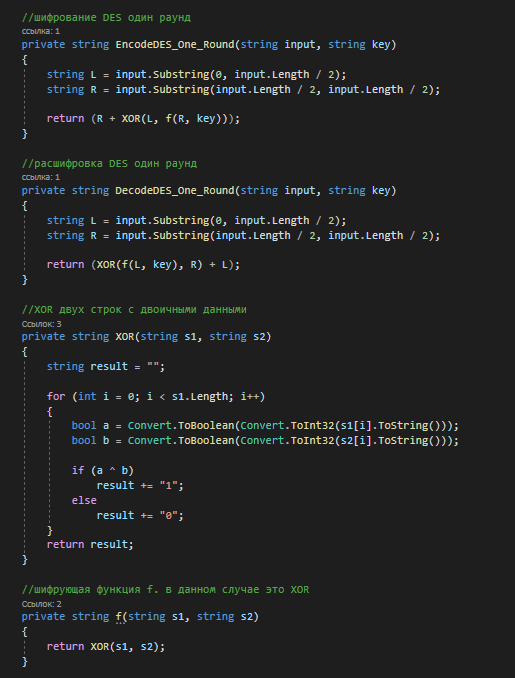 //шифрование DES один раунд
ссылка: 1
private string EncodeDES_One_Round(string input, string key)
{
    string L = input.Substring(0, input.Length / 2);
    string R = input.Substring(input.Length / 2, input.Length / 2);

    return (R + XOR(L, f(R, key)));
}

//расшифровка DES один раунд
ссылка: 1
private string DecodeDES_One_Round(string input, string key)
{
    string L = input.Substring(0, input.Length / 2);
    string R = input.Substring(input.Length / 2, input.Length / 2);

    return (XOR(f(L, key), R) + L);
}

//XOR двух строк с двоичными данными
Ссылок: 3
private string XOR(string s1, string s2)
{
    string result = "";

    for (int i = 0; i < s1.Length; i++)
    {
        bool a = Convert.ToBoolean(Convert.ToInt32(s1[i].ToString()));
        bool b = Convert.ToBoolean(Convert.ToInt32(s2[i].ToString()));

        if (a ^ b)
            result += "1";
        else
            result += "0";
    }
    return result;
}

//шифрующая функция f. в данном случае это XOR
Ссылок: 2
private string f(string s1, string s2)
{
    return XOR(s1, s2);
}